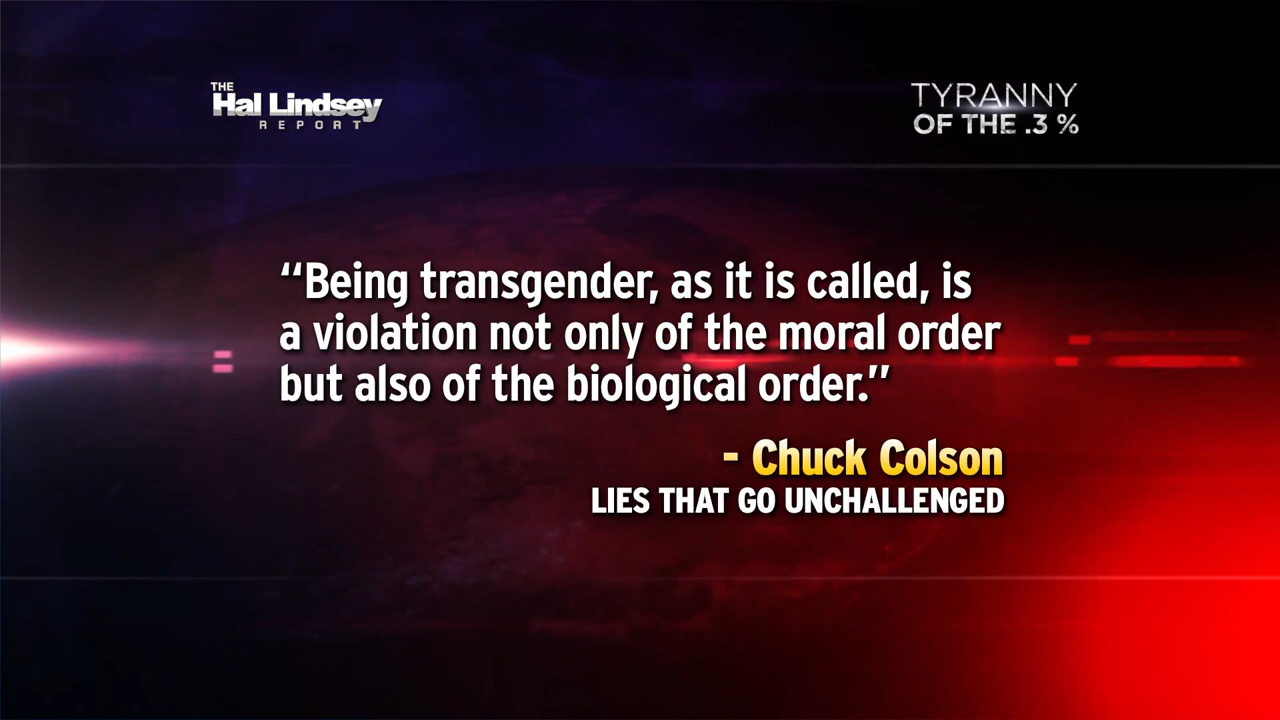 THE
Hal Lindsey
REPORT
TYRANNY
OF THE .3 %
“Being transgender, as it is called, is
a violation not only of the moral order
but also of the biological order.”
- Chuck Colson
LIES THAT GO UNCHALLENGED